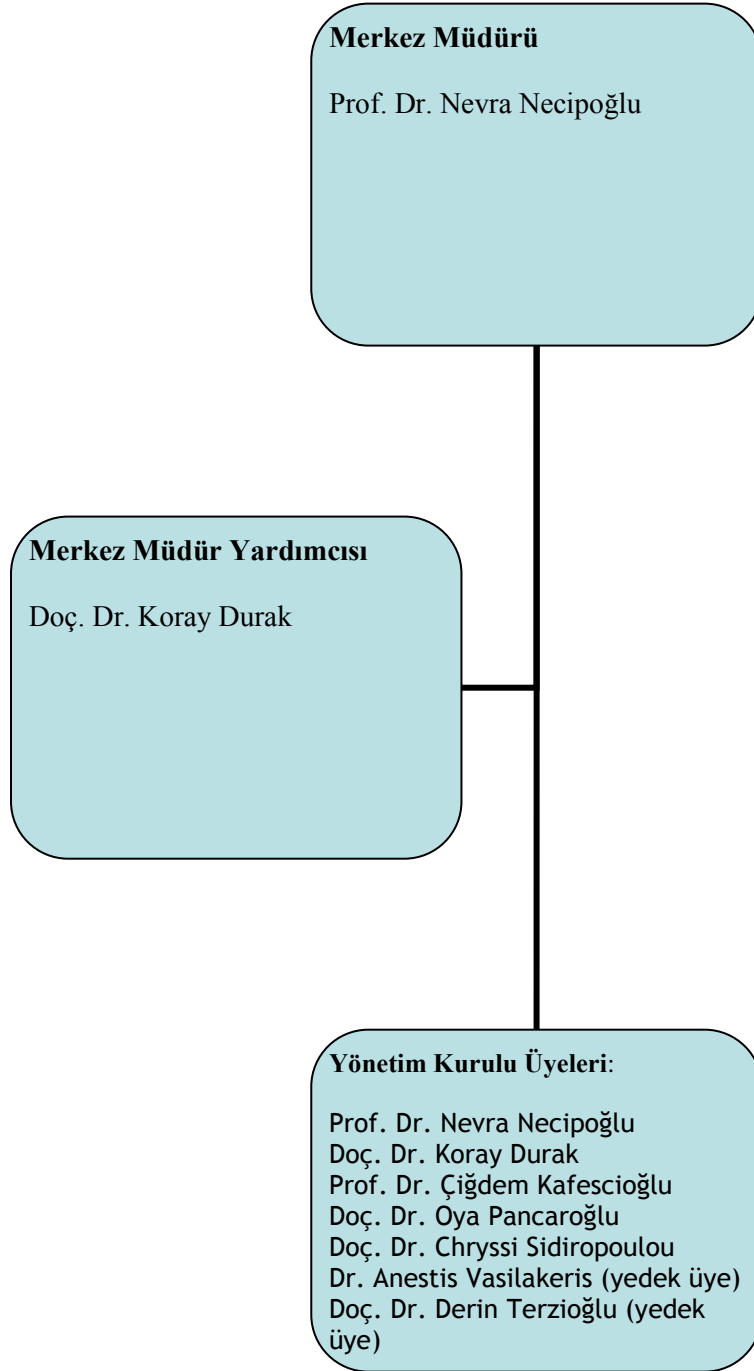 Merkez Müdürü
Prof. Dr. Nevra Necipoğlu
Merkez Müdür Yardımcısı
Doç. Dr. Koray Durak
Yönetim Kurulu Üyeleri:
Prof. Dr. Nevra Necipoğlu
Doç. Dr. Koray Durak
Prof. Dr. Çiğdem Kafescioğlu
Doç. Dr. Oya Pancaroğlu
Doç. Dr. Chryssi Sidiropoulou
Dr. Anestis Vasilakeris (yedek üye)
Doç. Dr. Derin Terzioğlu (yedek
üye)